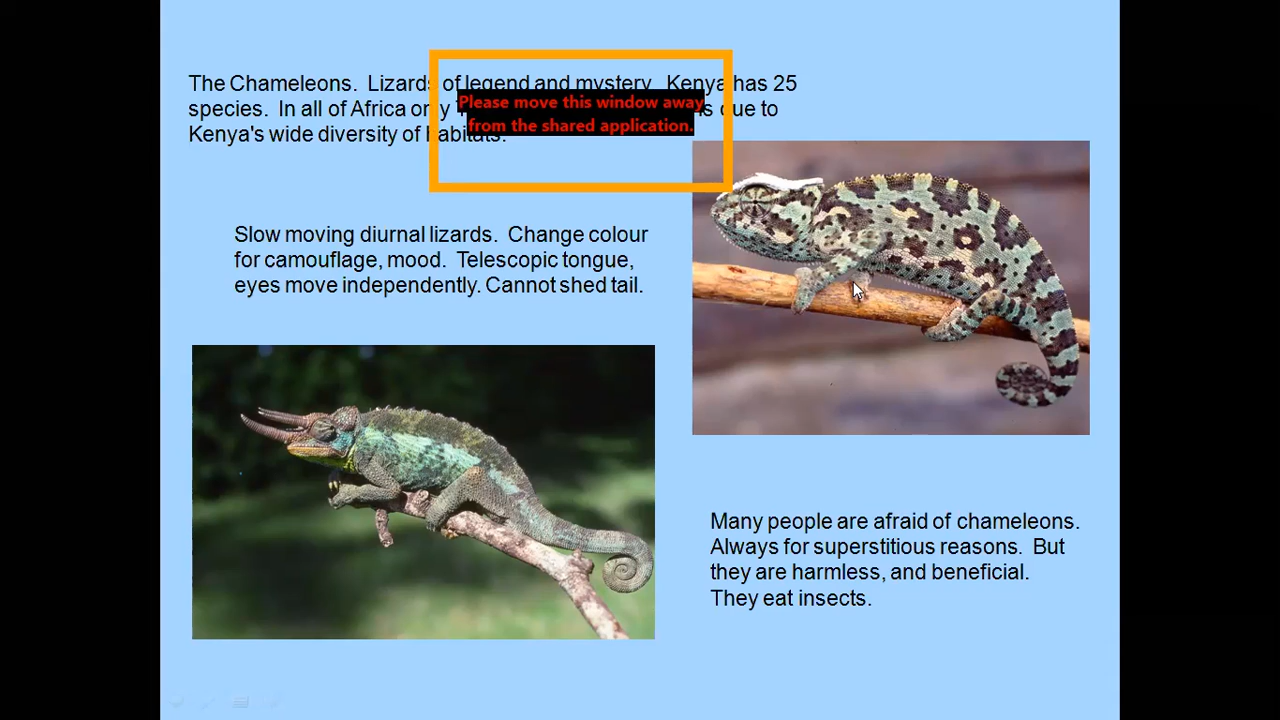 The Chameleons. Lizards of legend and mystery. Kenya has 25
species. In all of Africa only is due to
Kenya's wide diversity of habitats.
Please move this window away
from the shared application.
Slow moving diurnal lizards. Change colour
for camouflage, mood. Telescopic tongue,
eyes move independently. Cannot shed tail.
Many people are afraid of chameleons.
Always for superstitious reasons. But
they are harmless, and beneficial.
They eat insects.